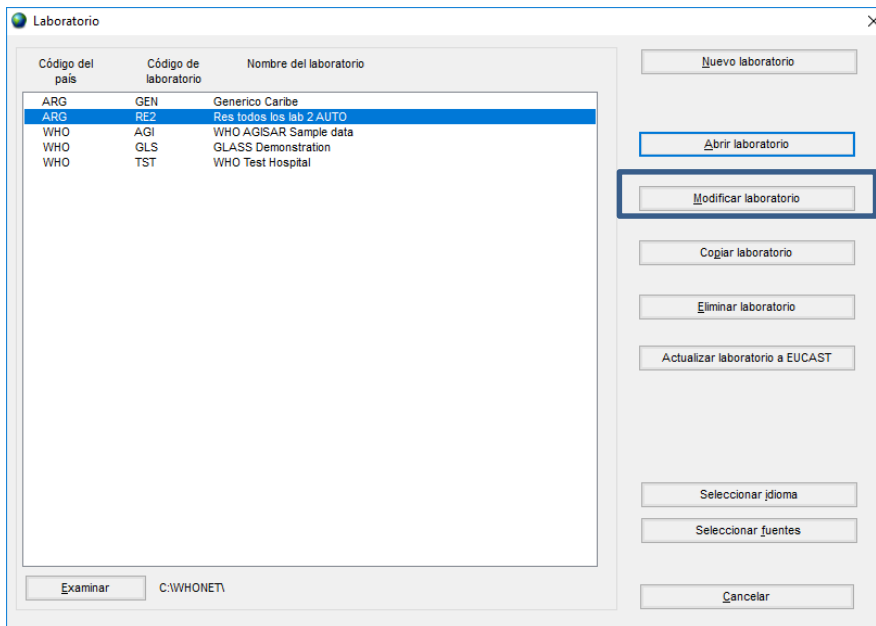 Laboratorio
Código del país
Código de laboratorio
Nombre del laboratorio
ARG GEN Generico Caribe
ARG RE2 Res todos los lab 2 AUTO
WHO AGI WHO AGISAR Sample data
WHO GLS GLASS Demonstration
WHO TST WHO Test Hospital
Examinar C:\WHONET\
Nuevo laboratorio
Abrir laboratorio
Modificar laboratorio
Copiar laboratorio
Eliminar laboratorio
Actualizar laboratorio a EUCAST
Seleccionar idioma
Seleccionar fuentes
Cancelar